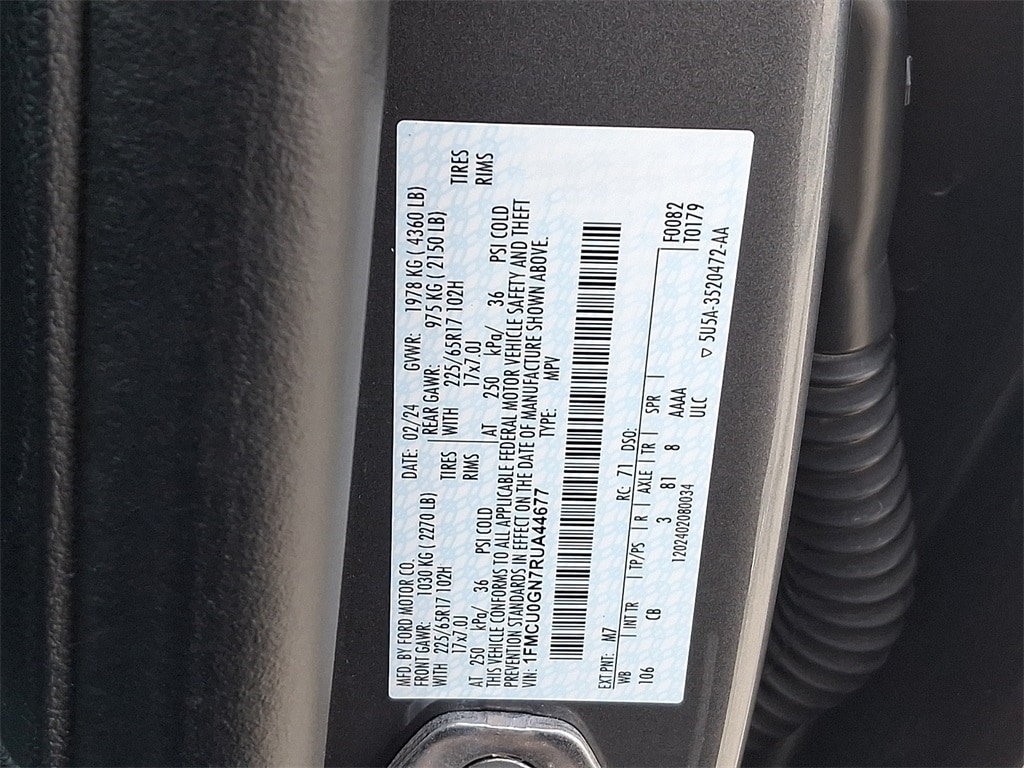 MFD. BY FORD MOTOR CO. DATE: 02/24 GVWR: 1978 KG ( 4360 LB)
FRONT GAWR: 1030 KG ( 2270 LB) REAR GAWR: 975 KG ( 2150 LB)
WITH 225/65R17 102H TIRES WITH 225/65R17 102H TIRES
17x7.0J RIMS 17x7.0J RIMS
AT 250 kPa/ 36 PSI COLD AT 250 kPa/ 36 PSI COLD
THIS VEHICLE CONFORMS TO ALL APPLICABLE FEDERAL MOTOR VEHICLE SAFETY AND THEFT
PREVENTION STANDARDS IN EFFECT ON THE DATE OF MANUFACTURE SHOWN ABOVE.
VIN: 1FMCU0GN7RUA44677 TYPE: MPV
EXT PNT: M7 RC: 71 DSO: F0082
WB INT TR TP/PS R AXLE TR SPR T0179
106 CB 3 81 8 AAAA
1202402080034 ULC
▽ 5U5A-3520472-AA